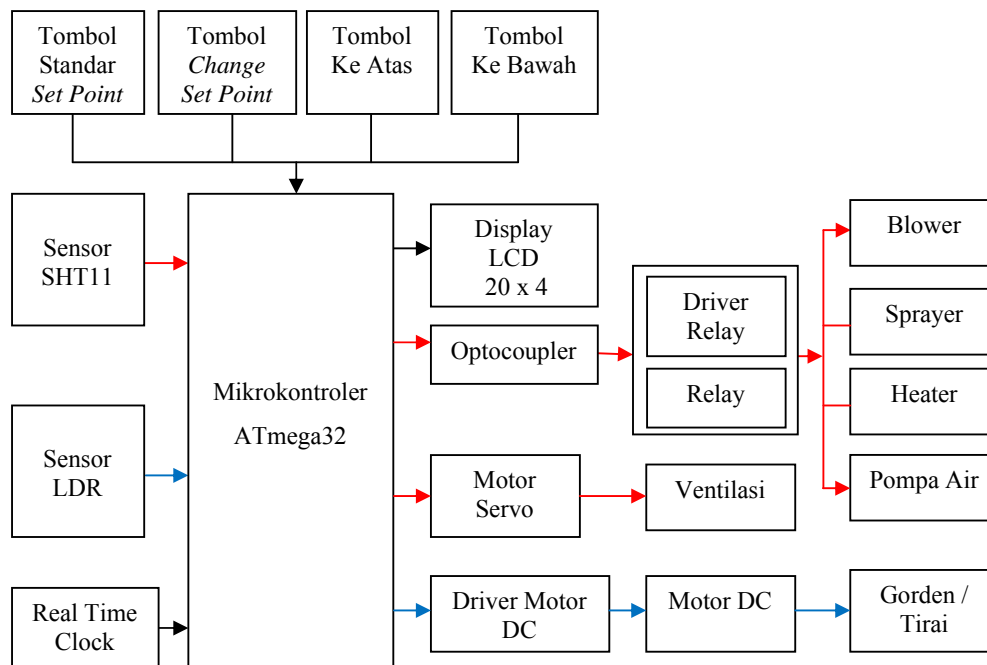 Tombol
Standar
Set Point
Tombol
Change
Set Point
Tombol
Ke Atas
Tombol
Ke Bawah
Sensor
SHT11
Sensor
LDR
Real Time
Clock
Mikrokontroler
ATmega32
Display
LCD
20 x 4
Optocoupler
Driver
Relay
Relay
Blower
Sprayer
Heater
Pompa Air
Motor
Servo
Ventilasi
Driver Motor
DC
Motor DC
Gorden /
Tirai